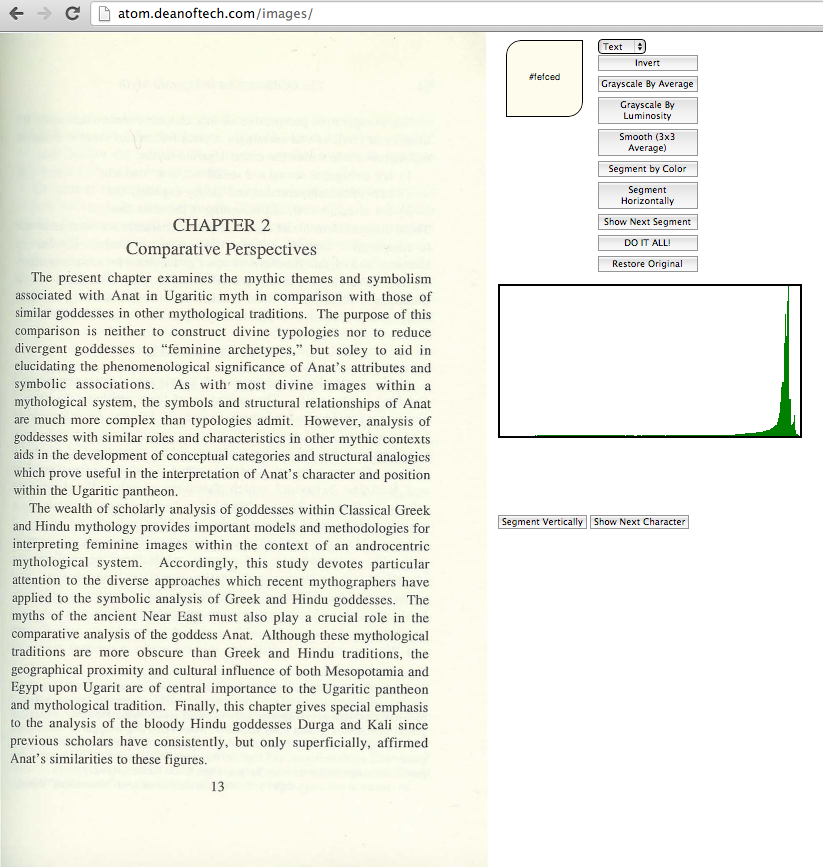 atom.deanoftech.com/images/
CHAPTER 2
Comparative Perspectives
The present chapter examines the mythic themes and symbolism
associated with Anat in Ugaritic myth in comparison with those of
similar goddesses in other mythological traditions. The purpose of this
comparison is neither to construct divine typologies nor to reduce
divergent goddesses to “feminine archetypes,” but soley to aid in
elucidating the phenomenological significance of Anat’s attributes and
symbolic associations. As with most divine images within a
mythological system, the symbols and structural relationships of Anat
are much more complex than typologies admit. However, analysis of
goddesses with similar roles and characteristics in other mythic contexts
aids in the development of conceptual categories and structural analogies
which prove useful in the interpretation of Anat’s character and position
within the Ugaritic pantheon.
The wealth of scholarly analysis of goddesses within Classical Greek
and Hindu mythology provides important models and methodologies for
interpreting feminine images within the context of an androcentric
mythological system. Accordingly, this study devotes particular
attention to the diverse approaches which recent mythographers have
applied to the symbolic analysis of Greek and Hindu goddesses. The
myths of the ancient Near East must also play a crucial role in the
comparative analysis of the goddess Anat. Although these mythological
traditions are more obscure than Greek and Hindu traditions, the
geographical proximity and cultural influence of both Mesopotamia and
Egypt upon Ugarit are of central importance to the Ugaritic pantheon
and mythological tradition. Finally, this chapter gives special emphasis
to the analysis of the bloody Hindu goddesses Durga and Kali since
previous scholars have consistently, but only superficially, affirmed
Anat’s similarities to these figures.
13
#fefced
Text
Invert
Grayscale By Average
Grayscale By
Luminosity
Smooth (3x3
Average)
Segment by Color
Segment
Horizontally
Show Next Segment
DO IT ALL!
Restore Original
Segment Vertically
Show Next Character